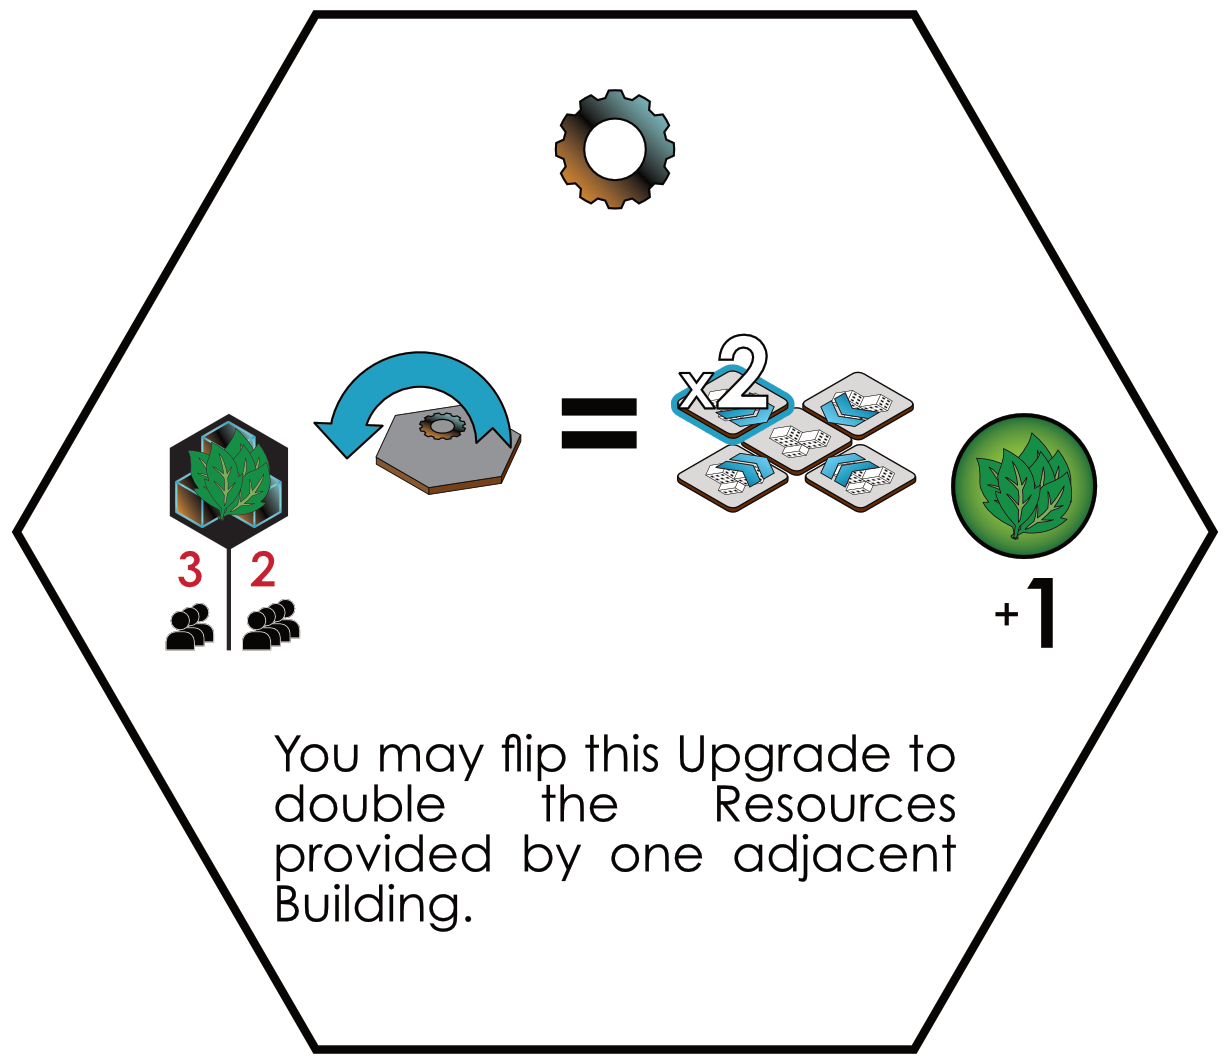 x2
3 2
+1
You may flip this Upgrade to
double the Resources
provided by one adjacent
Building.